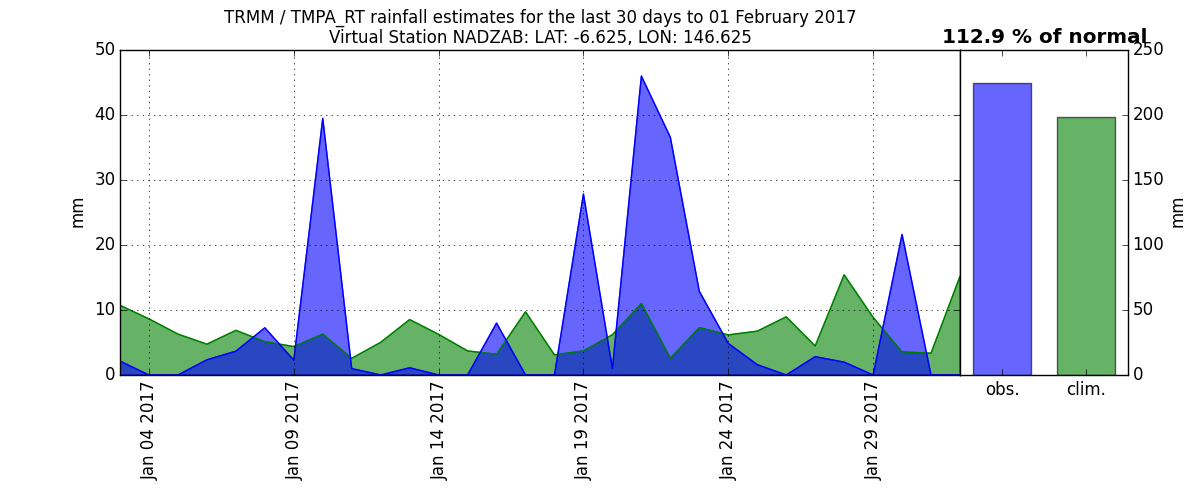 TRMM / TMPA_RT rainfall estimates for the last 30 days to 01 February 2017
Virtual Station NADZAB: LAT: -6.625, LON: 146.625
112.9 % of normal
50
40
30
20
10
0
mm
Jan 04 2017
Jan 09 2017
Jan 14 2017
Jan 19 2017
Jan 24 2017
Jan 29 2017
250
200
150
100
50
0
mm
obs.
clim.